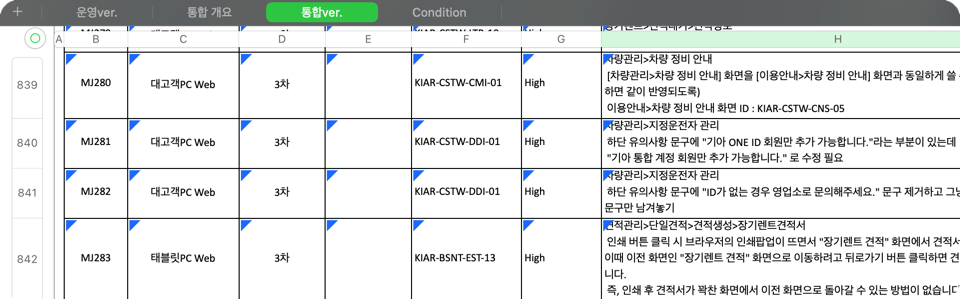 운영ver. 통합 개요 통합ver. Condition
A B C D E F G H
839 MJ280 대고객PC Web 3차 KIAR-CSTW-CMI-01 High
차량관리>차량 정비 안내
[차량관리>차량 정비 안내] 화면을 [이용안내>차량 정비 안내] 화면과 동일하게 쓸
하면 같이 반영되도록)
이용안내>차량 정비 안내 화면 ID : KIAR-CSTW-CNS-05
840 MJ281 대고객PC Web 3차 KIAR-CSTW-DDI-01 High
차량관리>지정운전자 관리
하단 유의사항 문구에 "기아 ONE ID 회원만 추가 가능합니다."라는 부분이 있는데
"기아 통합 계정 회원만 추가 가능합니다." 로 수정 필요
841 MJ282 대고객PC Web 3차 KIAR-CSTW-DDI-01 High
차량관리>지정운전자 관리
하단 유의사항 문구에 "ID가 없는 경우 영업소로 문의해주세요." 문구 제거하고
문구만 남겨놓기
842 MJ283 태블릿PC Web 3차 KIAR-BSNT-EST-13 High
견적관리>단일견적>견적생성>장기렌트견적서
인쇄 버튼 클릭 시 브라우저의 인쇄팝업이 뜨면서 "장기렌트 견적" 화면에서 견적서
이때 이전 화면인 "장기렌트 견적" 화면으로 이동하려고 뒤로가기 버튼 클릭하면 견
니다.
즉, 인쇄 후 견적서가 꽉찬 화면에서 이전 화면으로 돌아갈 수 있는 방법이 없습니다